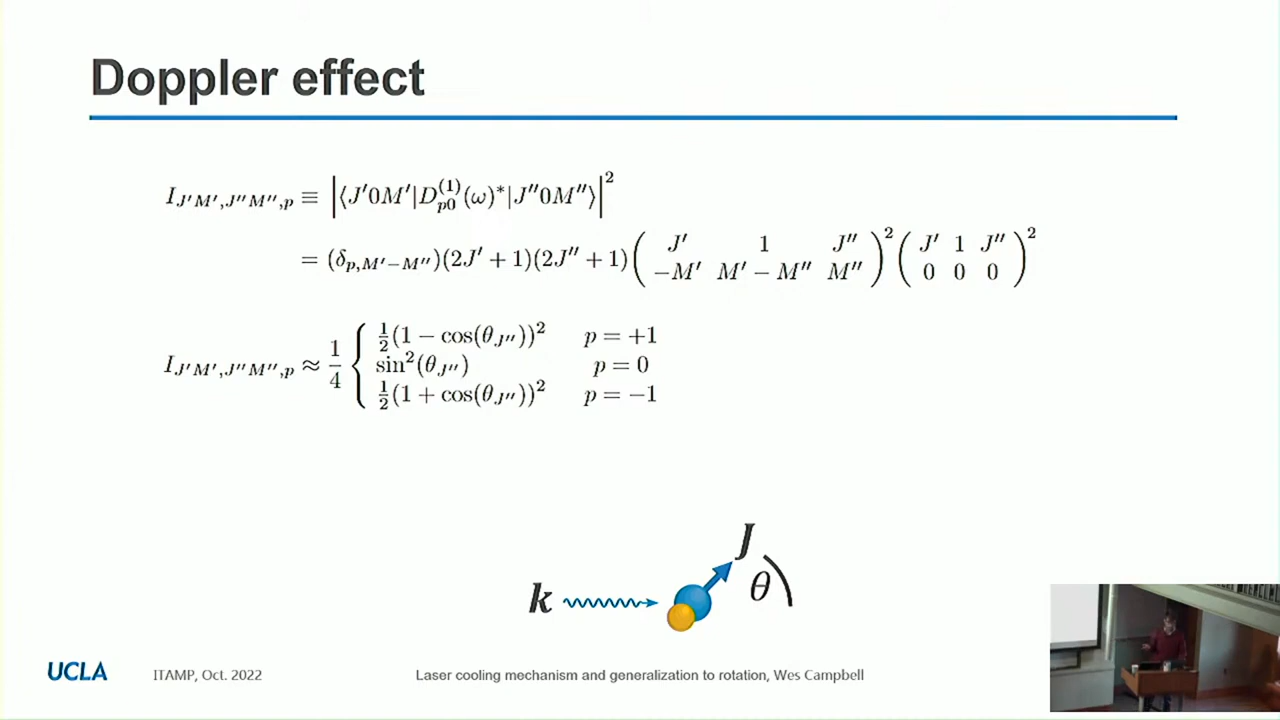 Doppler effect
I_{J′M′,J″M″,p} ≡ |⟨J′0M′|D^{(1)}_{p0}(ω)*|J″0M″⟩|²
= (δ_{p,M′−M″})(2J′ + 1)(2J″ + 1) ( J′ 1 J″ ; −M′ M′ − M″ M″ )² ( J′ 1 J″ ; 0 0 0 )²
I_{J′M′,J″M″,p} ≈ 1/4 {
½(1 − cos(θ_{J″}))² p = +1
sin²(θ_{J″}) p = 0
½(1 + cos(θ_{J″}))² p = −1
J
k
θ
UCLA ITAMP, Oct. 2022 Laser cooling mechanism and generalization to rotation, Wes Campbell